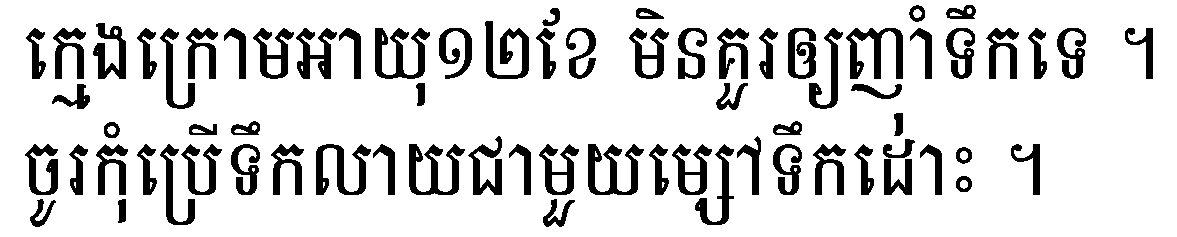 ក្មេងក្រោមអាយុ១២ខែ មិនគួរឲ្យញ៉ាំទឹកទេ ។
ចូរកុំប្រើទឹកលាយជាមួយម្សៅទឹកដោះ ។